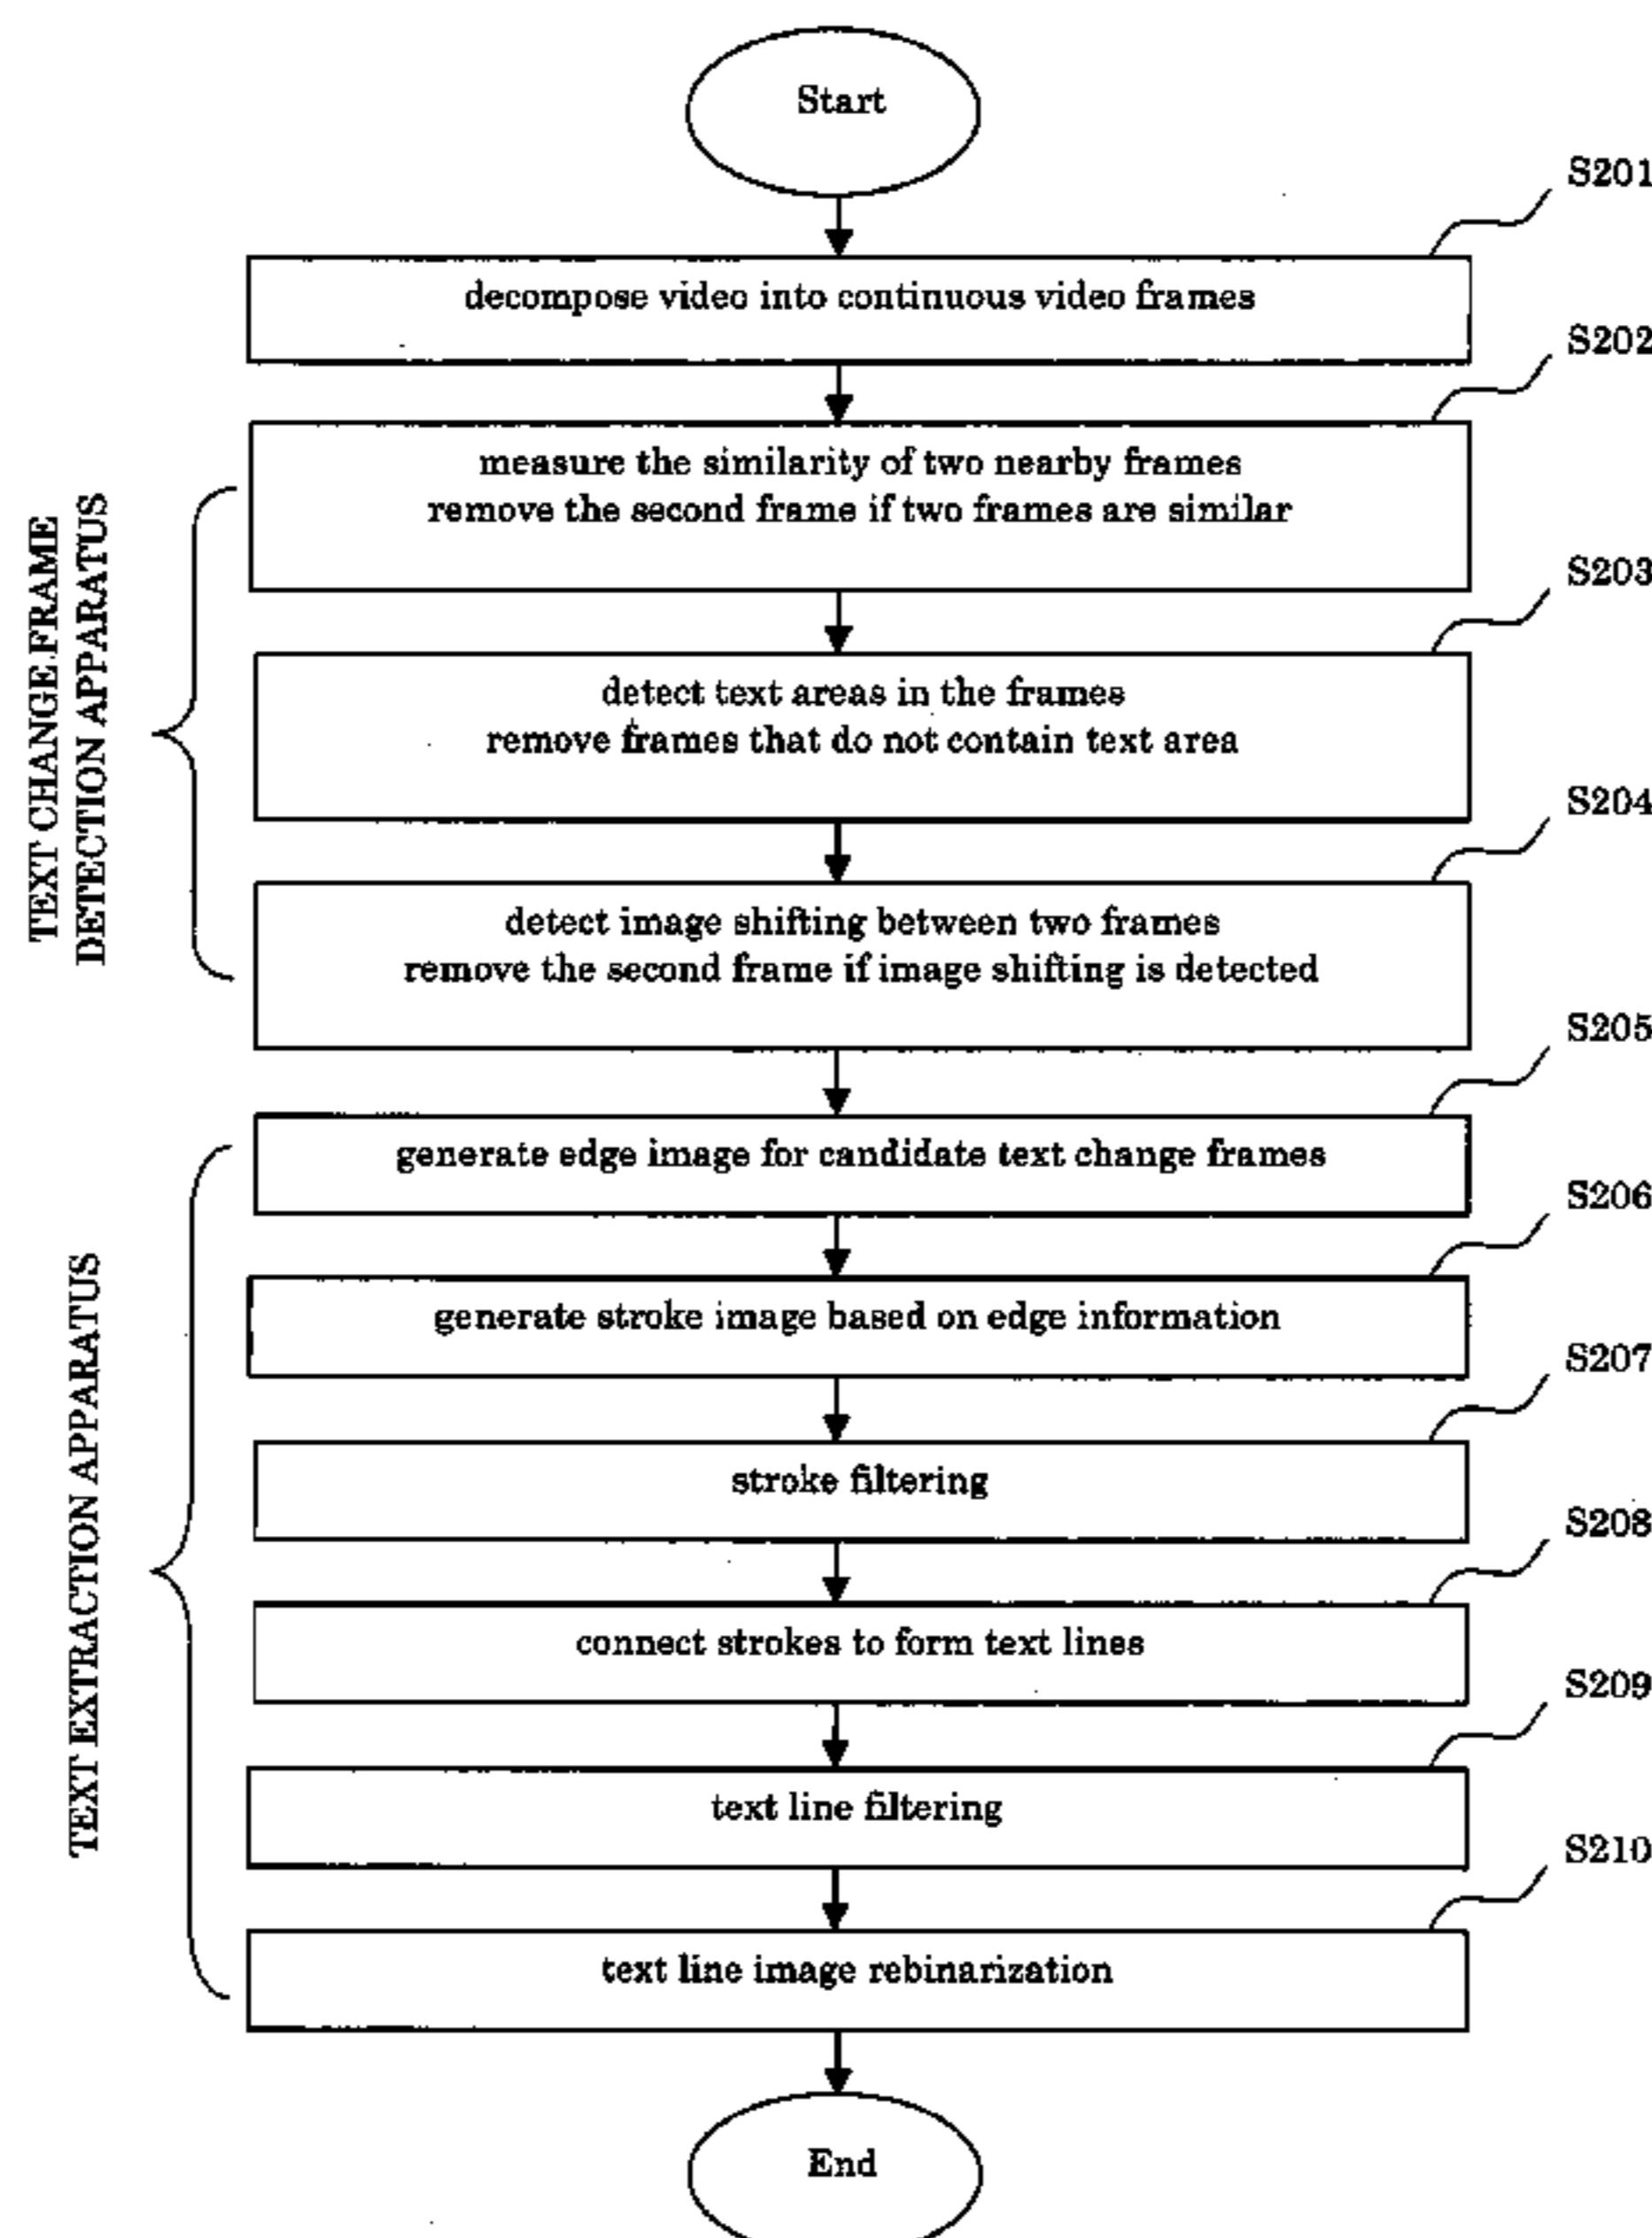 Start
S201
decompose video into continuous video frames
S202
measure the similarity of two nearby frames
remove the second frame if two frames are similar
TEXT CHANGE FRAME
DETECTION APPARATUS
S203
detect text areas in the frames
remove frames that do not contain text area
S204
detect image shifting between two frames
remove the second frame if image shifting is detected
S205
generate edge image for candidate text change frames
S206
generate stroke image based on edge information
S207
stroke filtering
TEXT EXTRACTION APPARATUS
S208
connect strokes to form text lines
S209
text line filtering
S210
text line image rebinarization
End